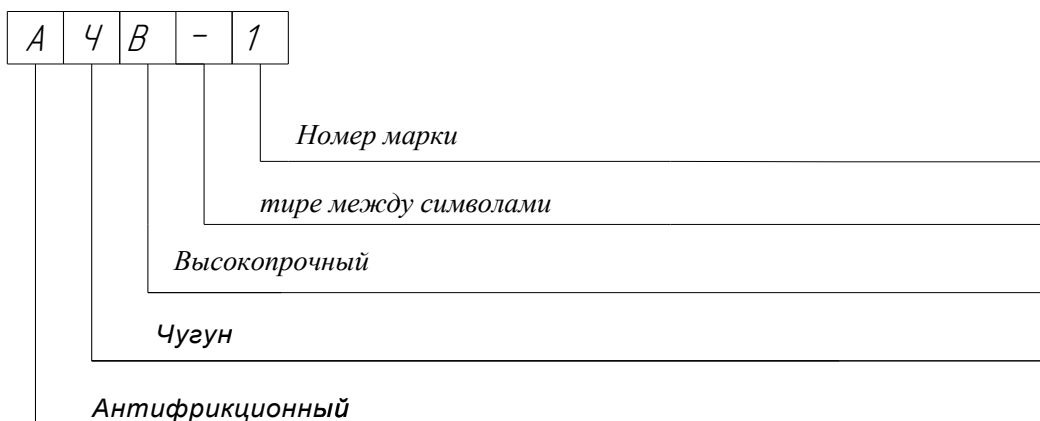 А Ч В - 1
Номер марки
тире между символами
Высокопрочный
Чугун
Антифрикционный